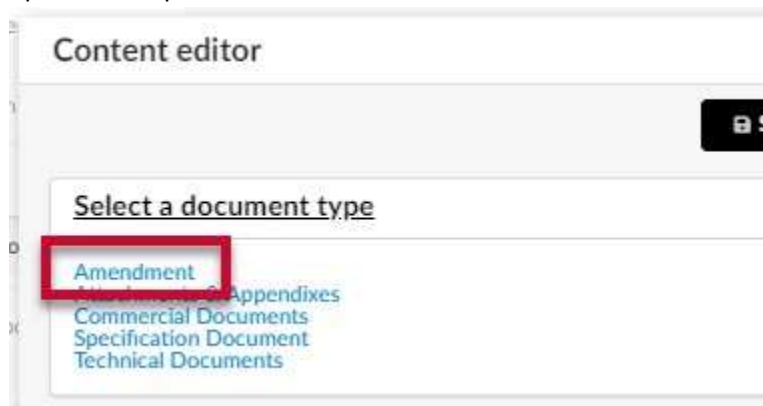 Content editor
Select a document type
Amendment
Attachments & Appendixes
Commercial Documents
Specification Document
Technical Documents